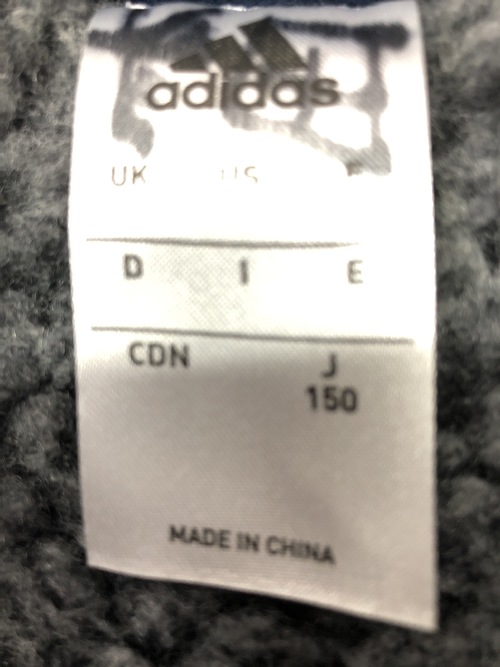 adidas
UK US F
D I E
CDN J
150
MADE IN CHINA